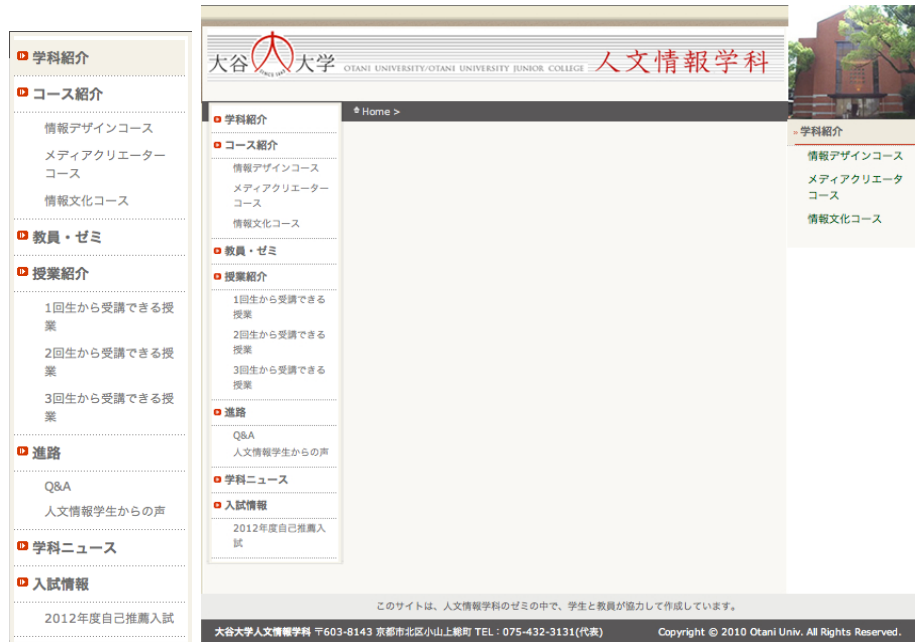 学科紹介
コース紹介
情報デザインコース
メディアクリエーター
コース
情報文化コース
教員・ゼミ
授業紹介
1回生から受講できる授
業
2回生から受講できる授
業
3回生から受講できる授
業
進路
Q&A
人文情報学生からの声
学科ニュース
入試情報
2012年度自己推薦入試
大谷大学 OTANI UNIVERSITY/OTANI UNIVERSITY JUNIOR COLLEGE 人文情報学科
Home >
学科紹介
コース紹介
情報デザインコース
メディアクリエーター
コース
情報文化コース
教員・ゼミ
授業紹介
1回生から受講できる
授業
2回生から受講できる
授業
3回生から受講できる
授業
進路
Q&A
人文情報学生からの声
学科ニュース
入試情報
2012年度自己推薦入
試
» 学科紹介
情報デザインコース
メディアクリエータ
コース
情報文化コース
このサイトは、人文情報学科のゼミの中で、学生と教員が協力して作成しています。
大谷大学人文情報学科 〒603-8143 京都市北区小山上総町 TEL：075-432-3131(代表) Copyright © 2010 Otani Univ. All Rights Reserved.